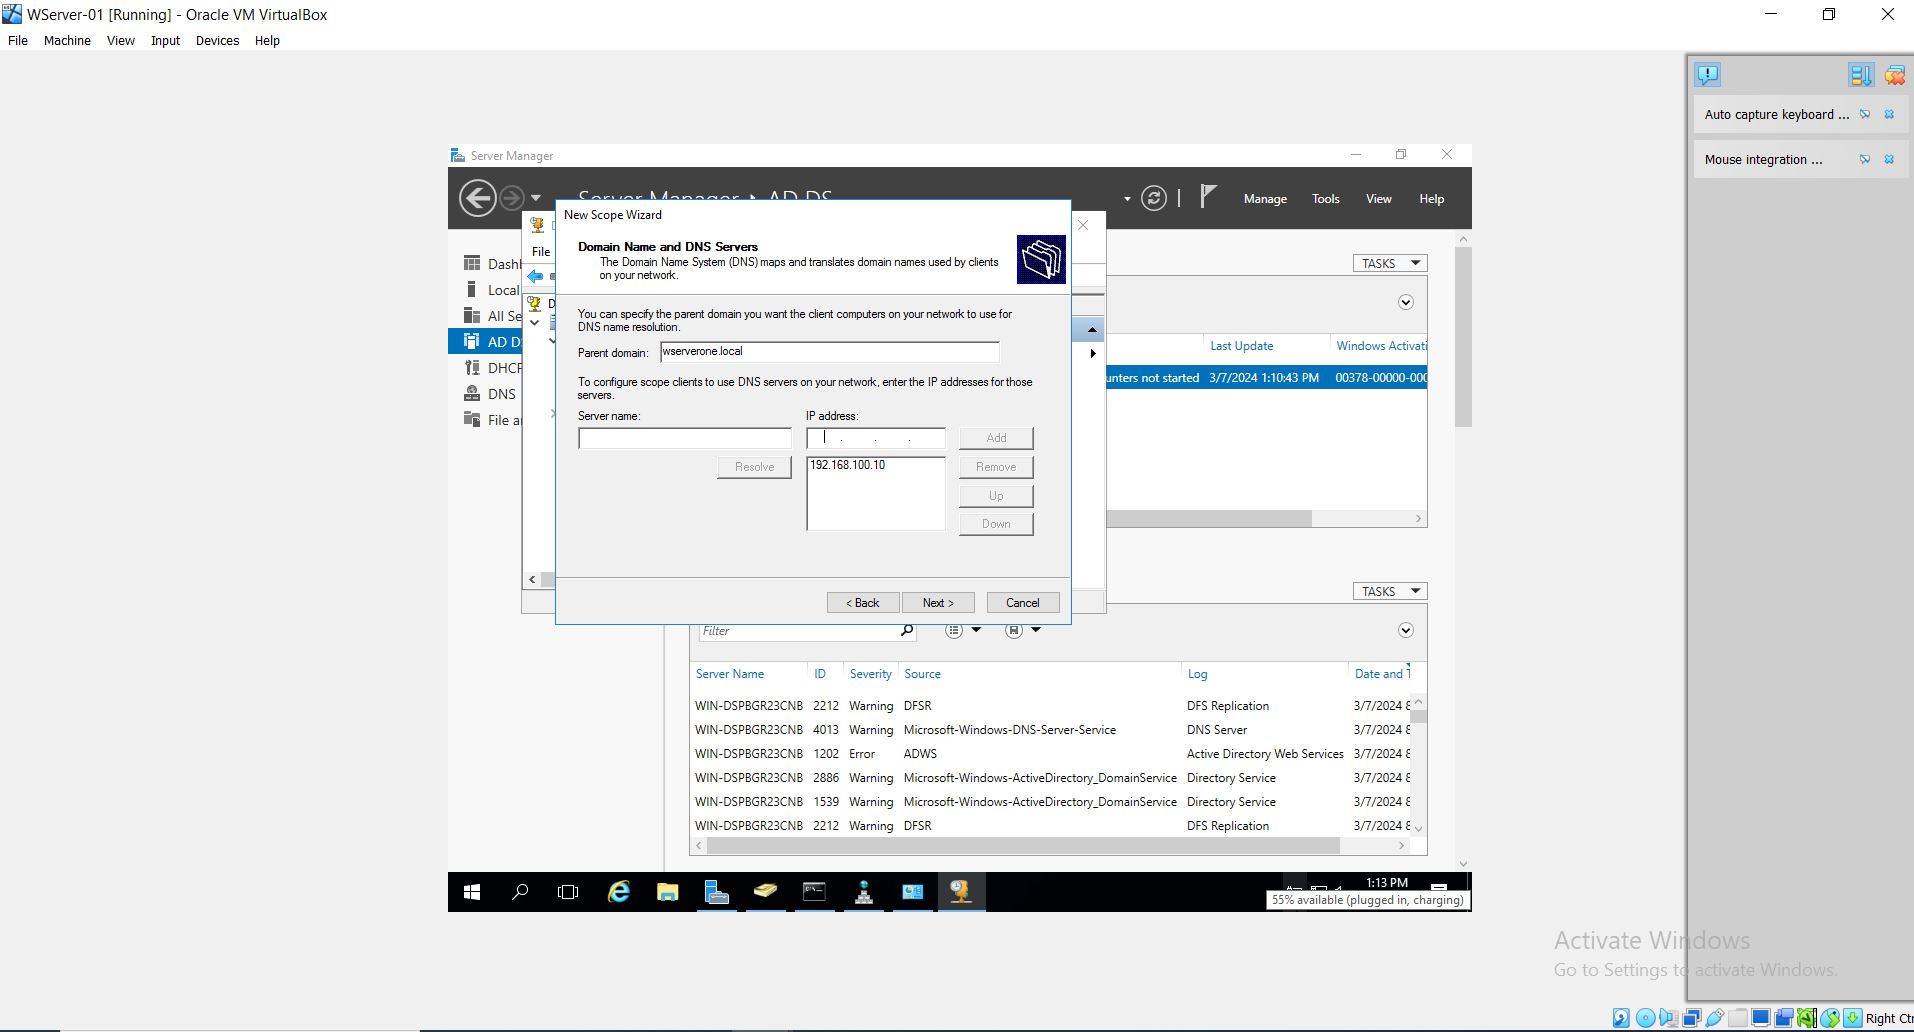 WServer-01 [Running] - Oracle VM VirtualBox
File Machine View Input Devices Help
Auto capture keyboard ...
Mouse integration ...
Server Manager
Server Manager AD DS
Manage Tools View Help
New Scope Wizard
Domain Name and DNS Servers
The Domain Name System (DNS) maps and translates domain names used by clients
on your network.
File
Local
All Se
AD D
DHCP
DNS
File a
D
You can specify the parent domain you want the client computers on your network to use for
DNS name resolution.
Parent domain: wserverone.local
To configure scope clients to use DNS servers on your network, enter the IP addresses for those
servers.
Server name: IP address:
. . . Add
Resolve 192.168.100.10 Remove
Up
Down
< Back Next > Cancel
TASKS
Last Update Windows Activati
unters not started 3/7/2024 1:10:43 PM 00378-00000-000
TASKS
Filter
Server Name ID Severity Source Log Date and T
WIN-DSPBGR23CNB 2212 Warning DFSR DFS Replication 3/7/2024 8
WIN-DSPBGR23CNB 4013 Warning Microsoft-Windows-DNS-Server-Service DNS Server 3/7/2024 8
WIN-DSPBGR23CNB 1202 Error ADWS Active Directory Web Services 3/7/2024 8
WIN-DSPBGR23CNB 2886 Warning Microsoft-Windows-ActiveDirectory_DomainService Directory Service 3/7/2024 8
WIN-DSPBGR23CNB 1539 Warning Microsoft-Windows-ActiveDirectory_DomainService Directory Service 3/7/2024 8
WIN-DSPBGR23CNB 2212 Warning DFSR DFS Replication 3/7/2024 8
1:13 PM
55% available (plugged in, charging)
Activate Windows
Go to Settings to activate Windows.
Right Ctr